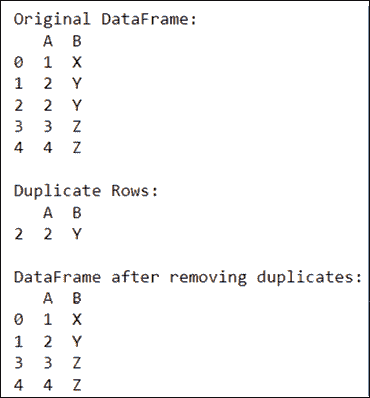 Original DataFrame:
   A  B
0  1  X
1  2  Y
2  2  Y
3  3  Z
4  4  Z
Duplicate Rows:
   A  B
2  2  Y
DataFrame after removing duplicates:
   A  B
0  1  X
1  2  Y
3  3  Z
4  4  Z